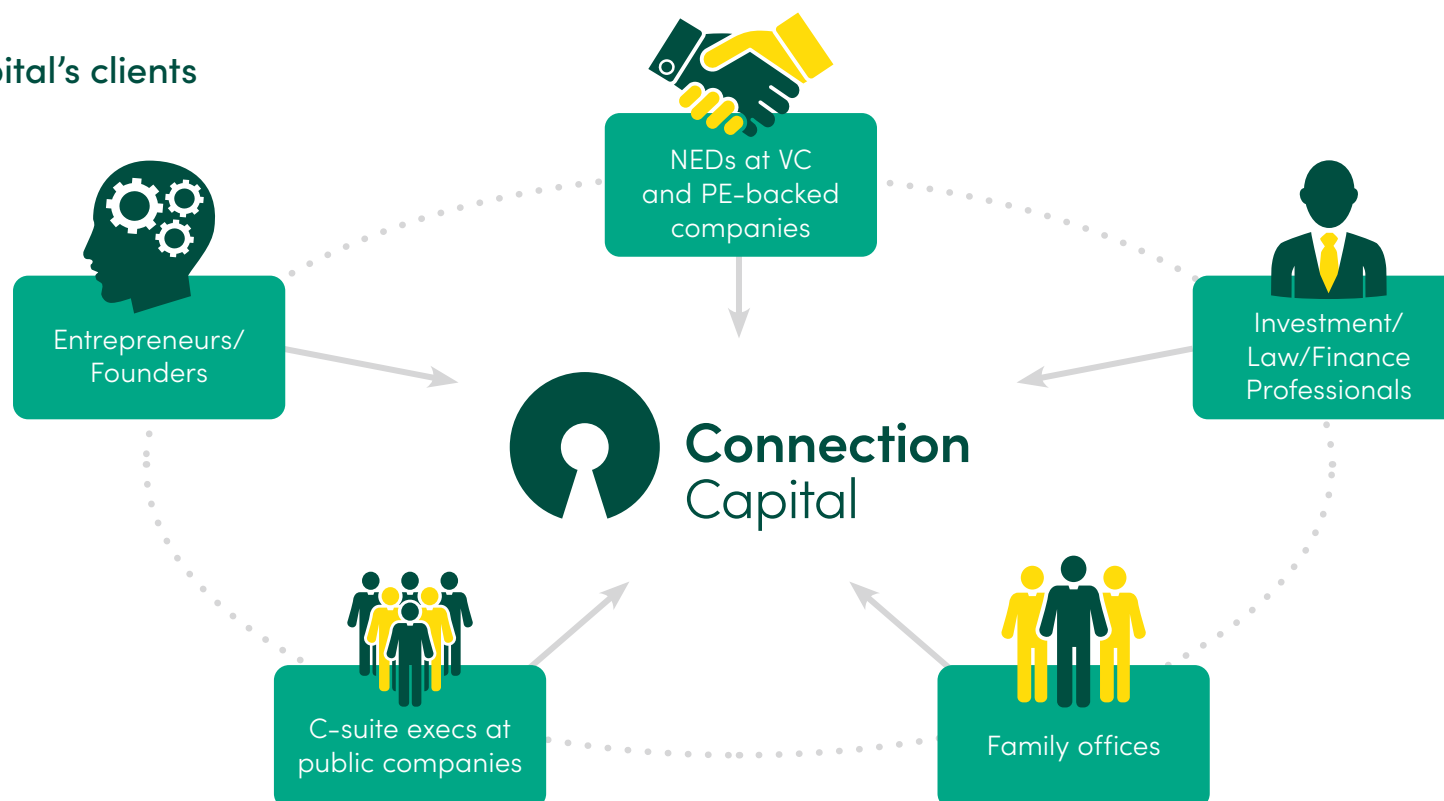 pital's clients
NEDs at VC
and PE-backed
companies
Entrepreneurs/
Founders
Investment/
Law/Finance
Professionals
Connection
Capital
C-suite execs at
public companies
Family offices